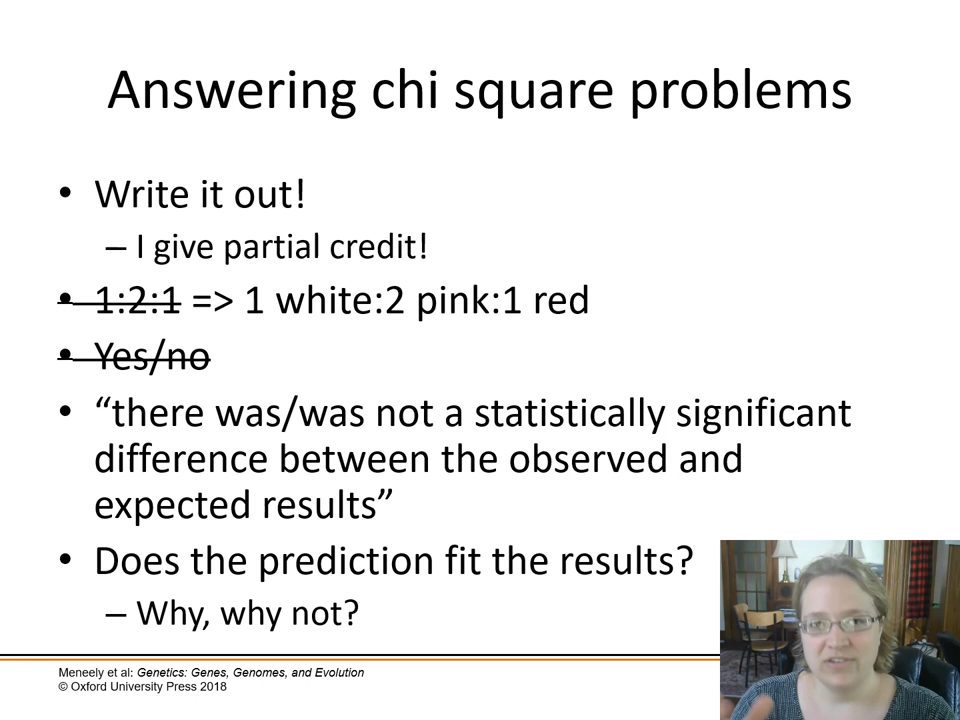 Answering chi square problems
• Write it out!
– I give partial credit!
• 1:2:1 => 1 white:2 pink:1 red
• Yes/no
• “there was/was not a statistically significant
difference between the observed and
expected results”
• Does the prediction fit the results?
– Why, why not?
Meneely et al: Genetics: Genes, Genomes, and Evolution
© Oxford University Press 2018